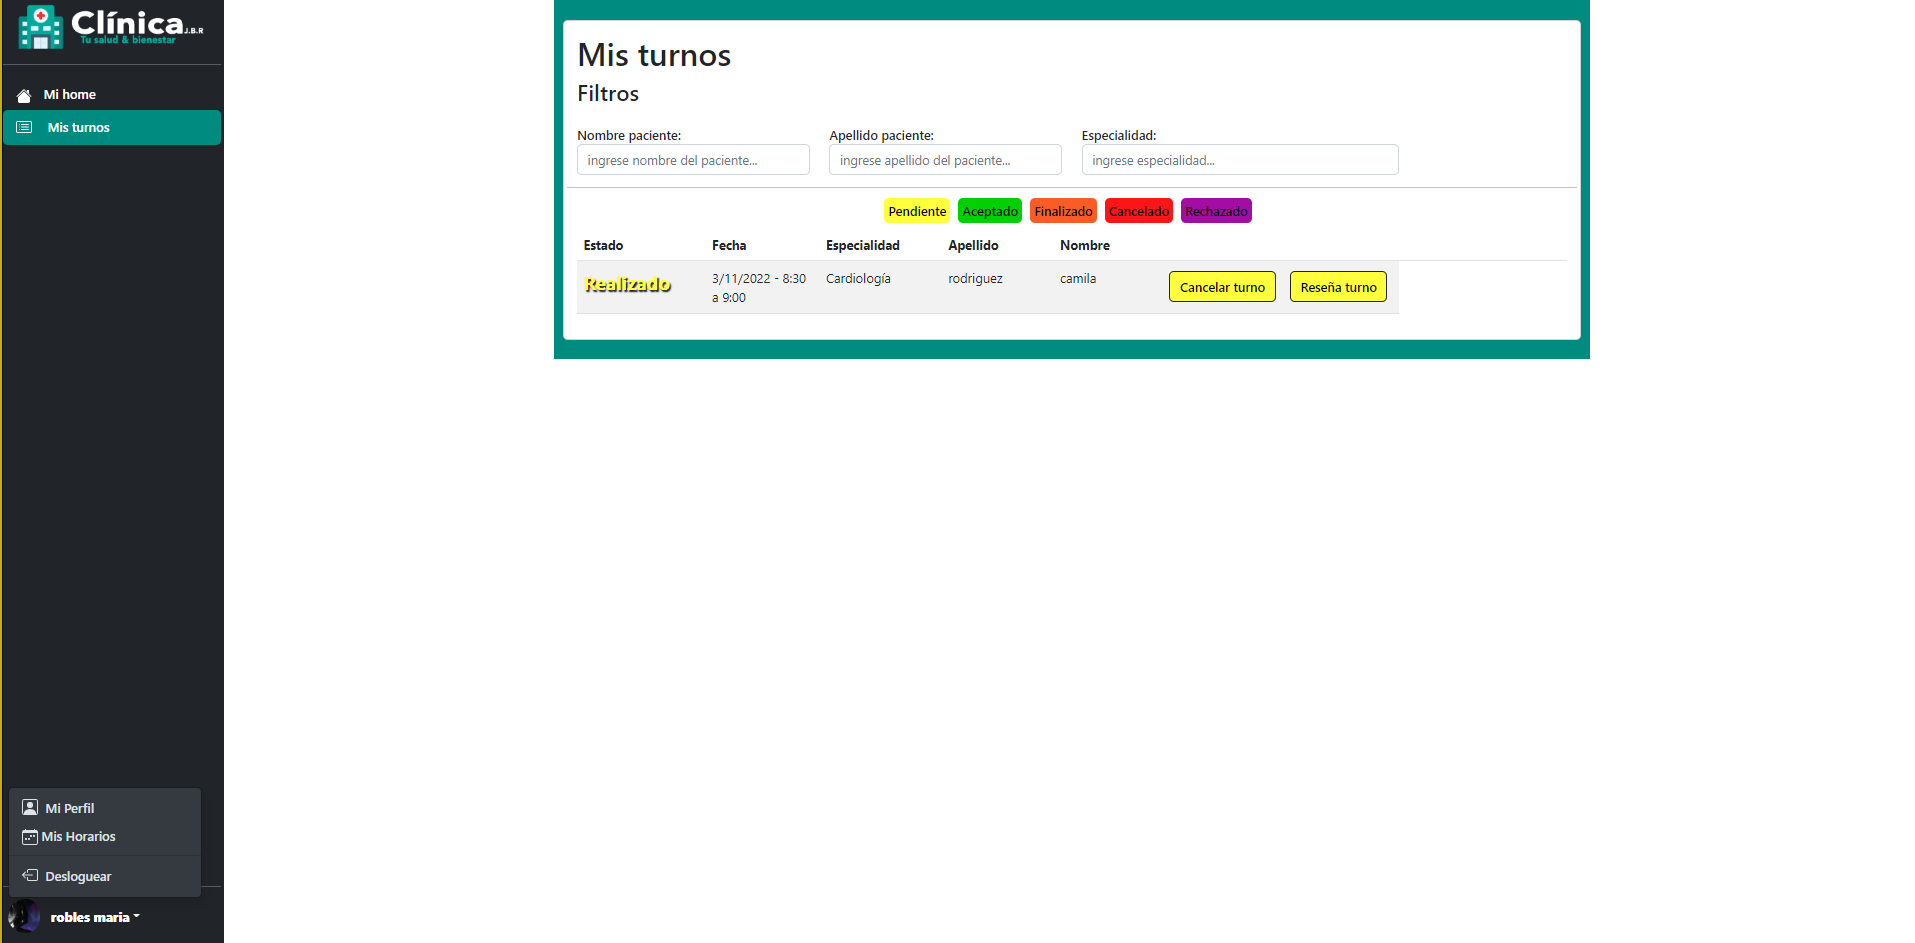 Clínica J.B.R
Tu salud & bienestar
Mi home
Mis turnos
Mi Perfil
Mis Horarios
Desloguear
robles maria
Mis turnos
Filtros
Nombre paciente: Apellido paciente: Especialidad:
ingrese nombre del paciente... ingrese apellido del paciente... ingrese especialidad...
Pendiente Aceptado Finalizado Cancelado Rechazado
Estado Fecha Especialidad Apellido Nombre
Realizado 3/11/2022 - 8:30 Cardiología rodriguez camila Cancelar turno Reseña turno
a 9:00